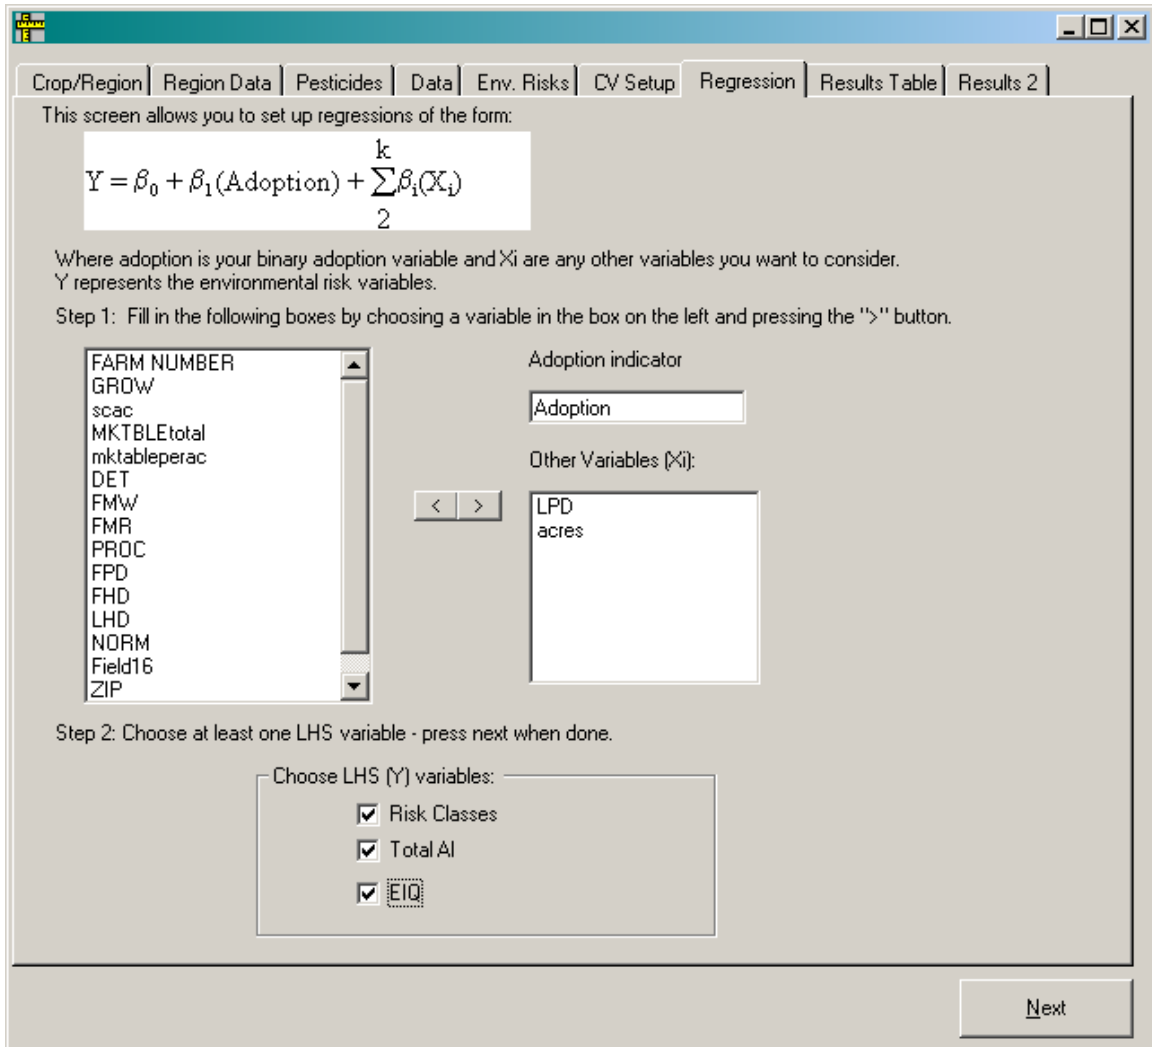 Crop/Region Region Data Pesticides Data Env. Risks CV Setup Regression Results Table Results 2
This screen allows you to set up regressions of the form:
k
Y = β0 + β1(Adoption) + ∑βi(Xi)
2
Where adoption is your binary adoption variable and Xi are any other variables you want to consider.
Y represents the environmental risk variables.
Step 1: Fill in the following boxes by choosing a variable in the box on the left and pressing the ">" button.
FARM NUMBER
GROW
scac
MKTBLEtotal
mktableperac
DET
FMW
FMR
PROC
FPD
FHD
LHD
NORM
Field16
ZIP
< >
Adoption indicator
Adoption
Other Variables (Xi):
LPD
acres
Step 2: Choose at least one LHS variable - press next when done.
Choose LHS (Y) variables:
Risk Classes
Total AI
EIQ
Next